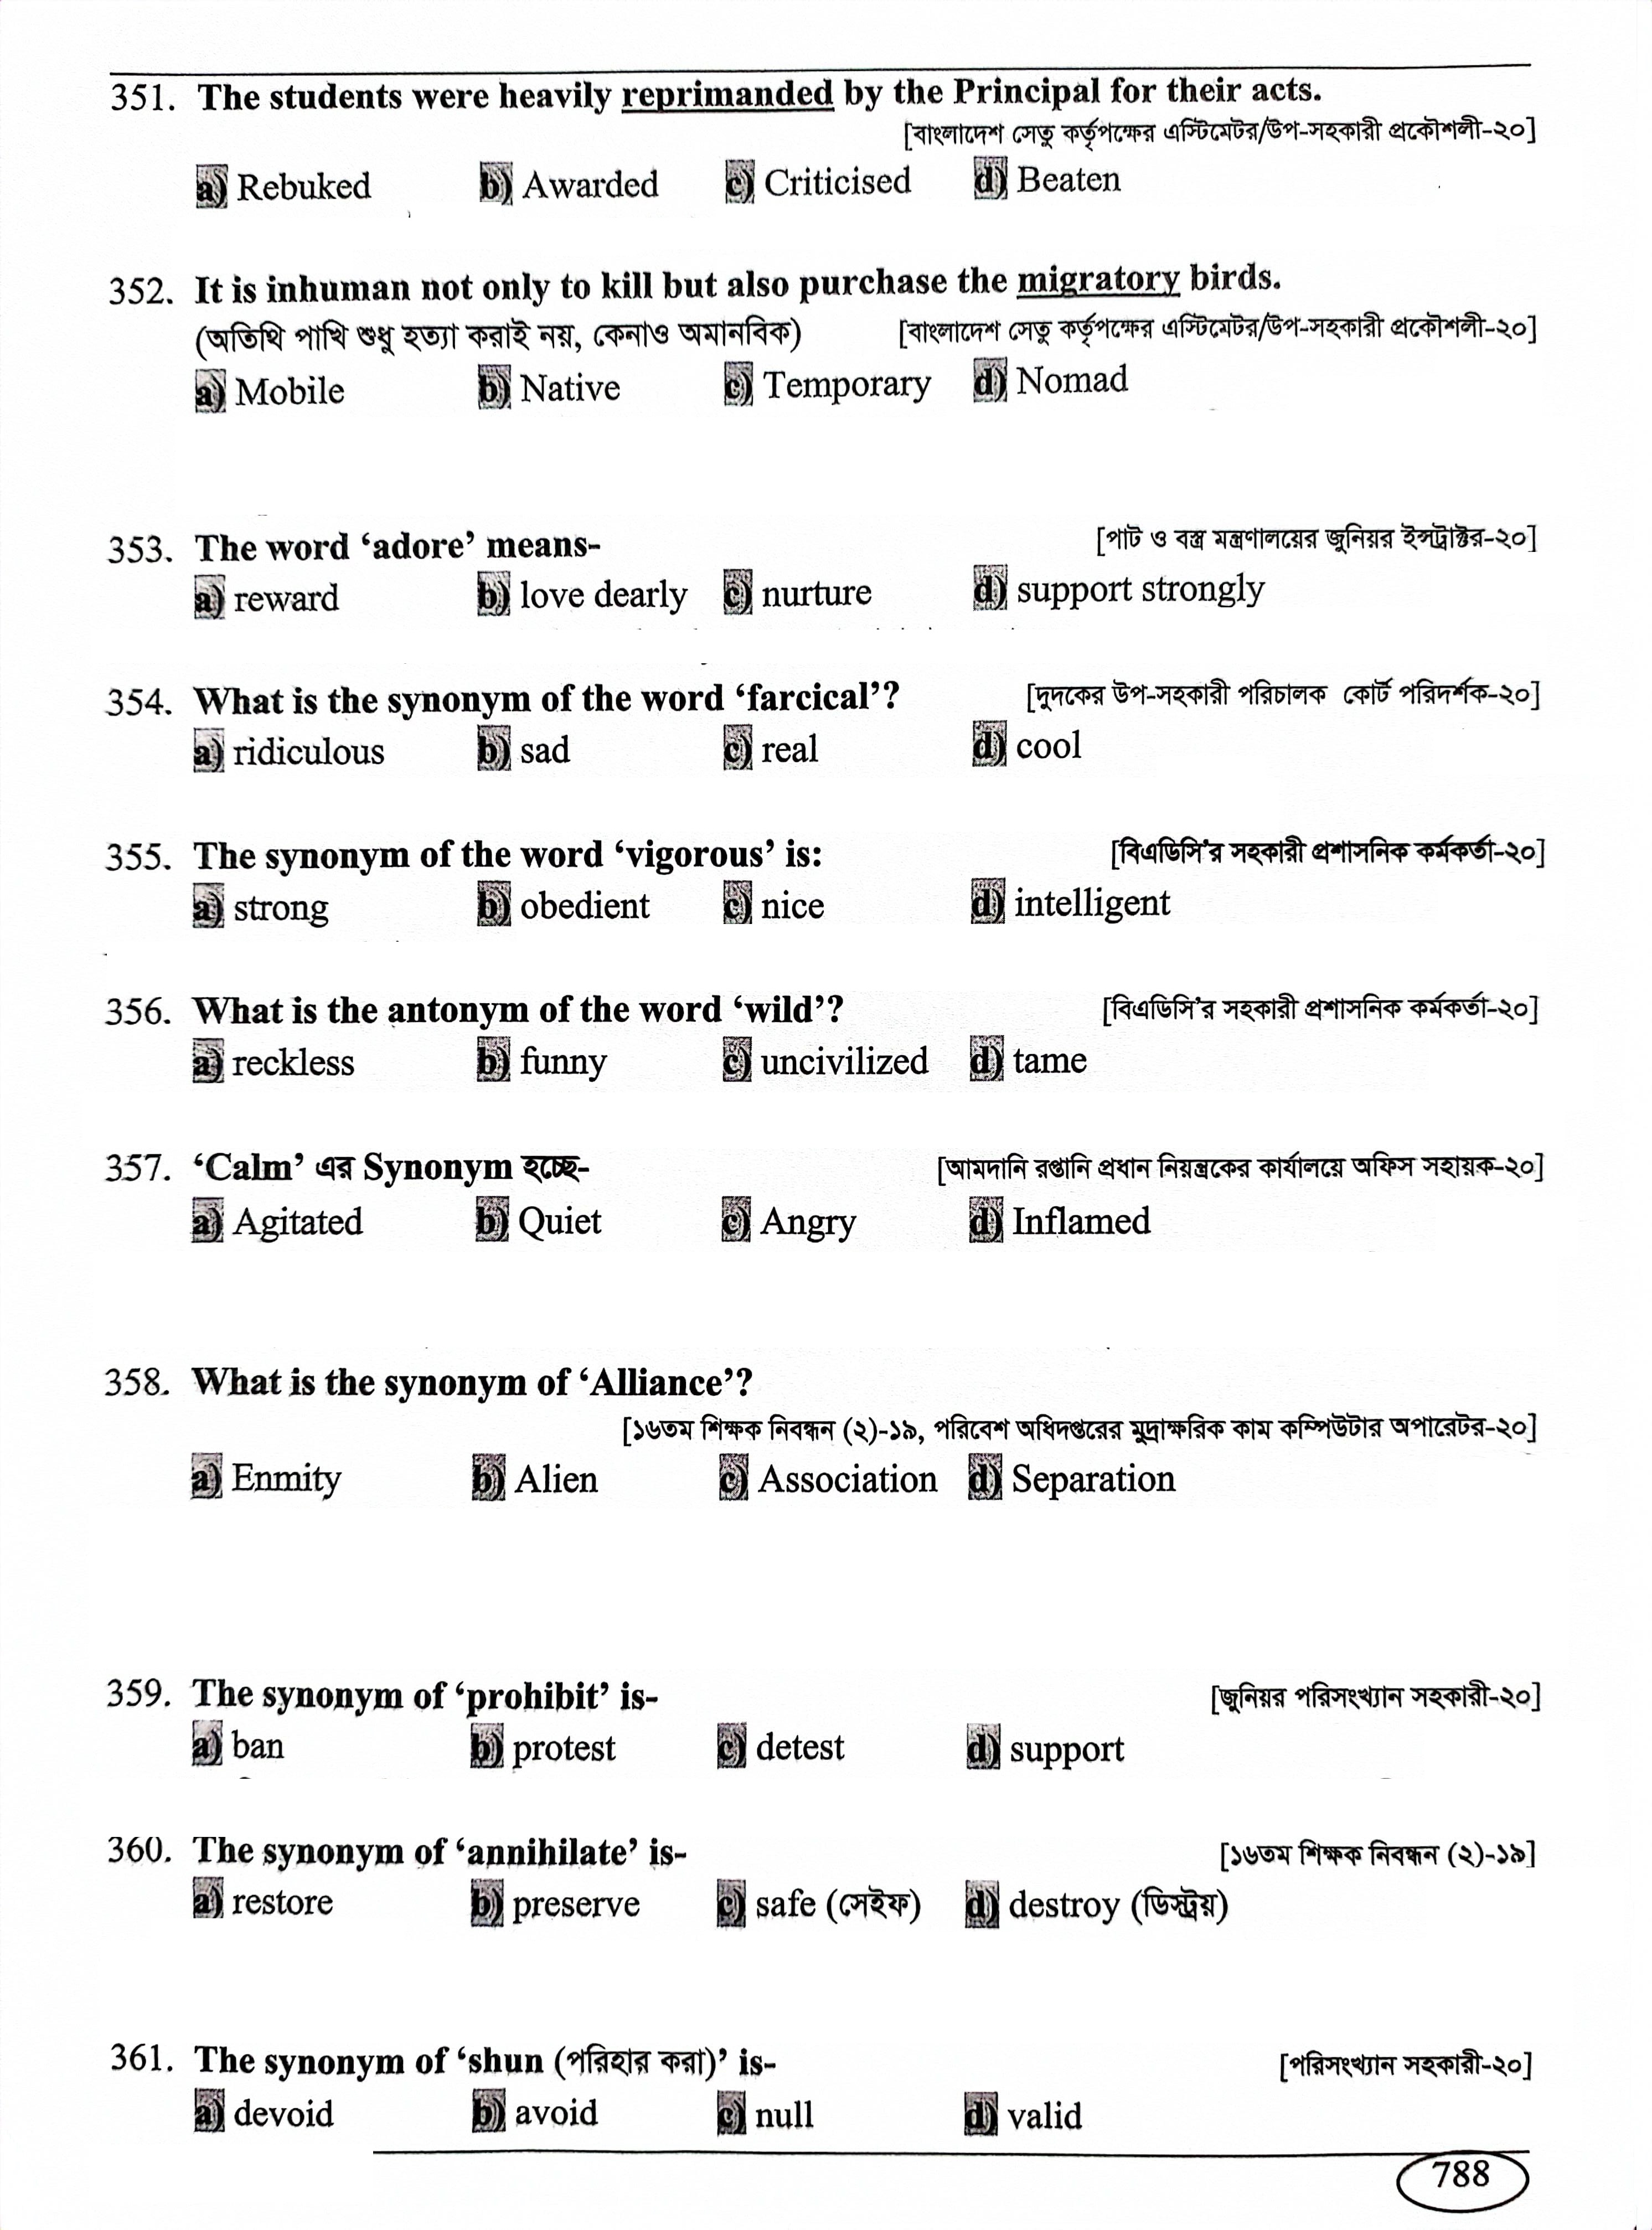 351. The students were heavily reprimanded by the Principal for their acts.
[বাংলাদেশ সেতু কর্তৃপক্ষের এস্টিমেটর/উপ-সহকারী প্রকৌশলী-২০]
a) Rebuked b) Awarded c) Criticised d) Beaten
352. It is inhuman not only to kill but also purchase the migratory birds.
(অতিথি পাখি শুধু হত্যা করাই নয়, কেনাও অমানবিক) [বাংলাদেশ সেতু কর্তৃপক্ষের এস্টিমেটর/উপ-সহকারী প্রকৌশলী-২০]
a) Mobile b) Native c) Temporary d) Nomad
353. The word ‘adore’ means- [পাট ও বস্ত্র মন্ত্রণালয়ের জুনিয়র ইন্সট্রাক্টর-২০]
a) reward b) love dearly c) nurture d) support strongly
354. What is the synonym of the word ‘farcical’? [দুদকের উপ-সহকারী পরিচালক কোর্ট পরিদর্শক-২০]
a) ridiculous b) sad c) real d) cool
355. The synonym of the word ‘vigorous’ is: [বিএডিসি'র সহকারী প্রশাসনিক কর্মকর্তা-২০]
a) strong b) obedient c) nice d) intelligent
356. What is the antonym of the word ‘wild’? [বিএডিসি'র সহকারী প্রশাসনিক কর্মকর্তা-২০]
a) reckless b) funny c) uncivilized d) tame
357. ‘Calm’ এর Synonym হচ্ছে- [আমদানি রপ্তানি প্রধান নিয়ন্ত্রকের কার্যালয়ে অফিস সহায়ক-২০]
a) Agitated b) Quiet c) Angry d) Inflamed
358. What is the synonym of ‘Alliance’?
[১৬তম শিক্ষক নিবন্ধন (২)-১৯, পরিবেশ অধিদপ্তরের মুদ্রাক্ষরিক কাম কম্পিউটার অপারেটর-২০]
a) Enmity b) Alien c) Association d) Separation
359. The synonym of ‘prohibit’ is- [জুনিয়র পরিসংখ্যান সহকারী-২০]
a) ban b) protest c) detest d) support
360. The synonym of ‘annihilate’ is- [১৬তম শিক্ষক নিবন্ধন (২)-১৯]
a) restore b) preserve c) safe (সেইফ) d) destroy (ডিস্ট্রয়)
361. The synonym of ‘shun (পরিহার করা)’ is- [পরিসংখ্যান সহকারী-২০]
a) devoid b) avoid c) null d) valid
788